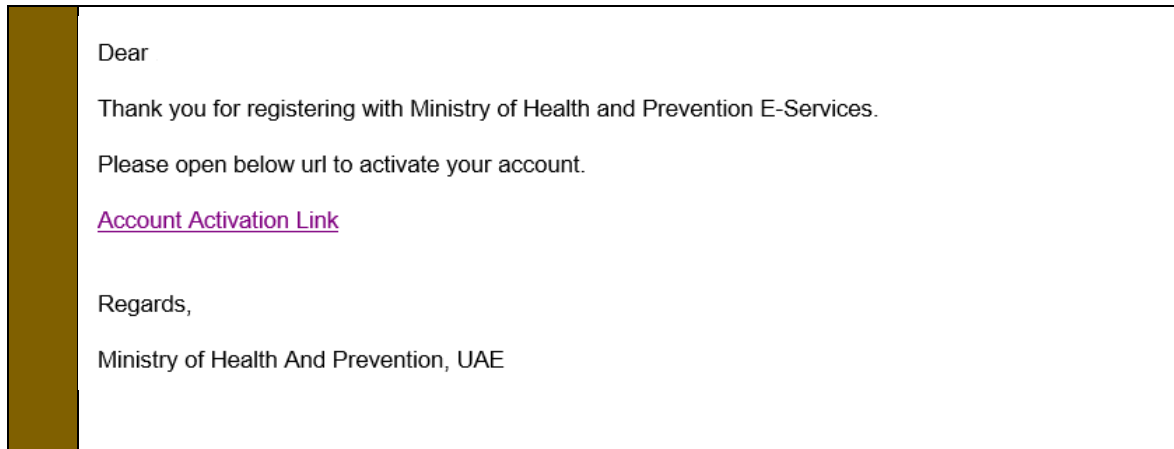 Dear
Thank you for registering with Ministry of Health and Prevention E-Services.
Please open below url to activate your account.
Account Activation Link
Regards,
Ministry of Health And Prevention, UAE